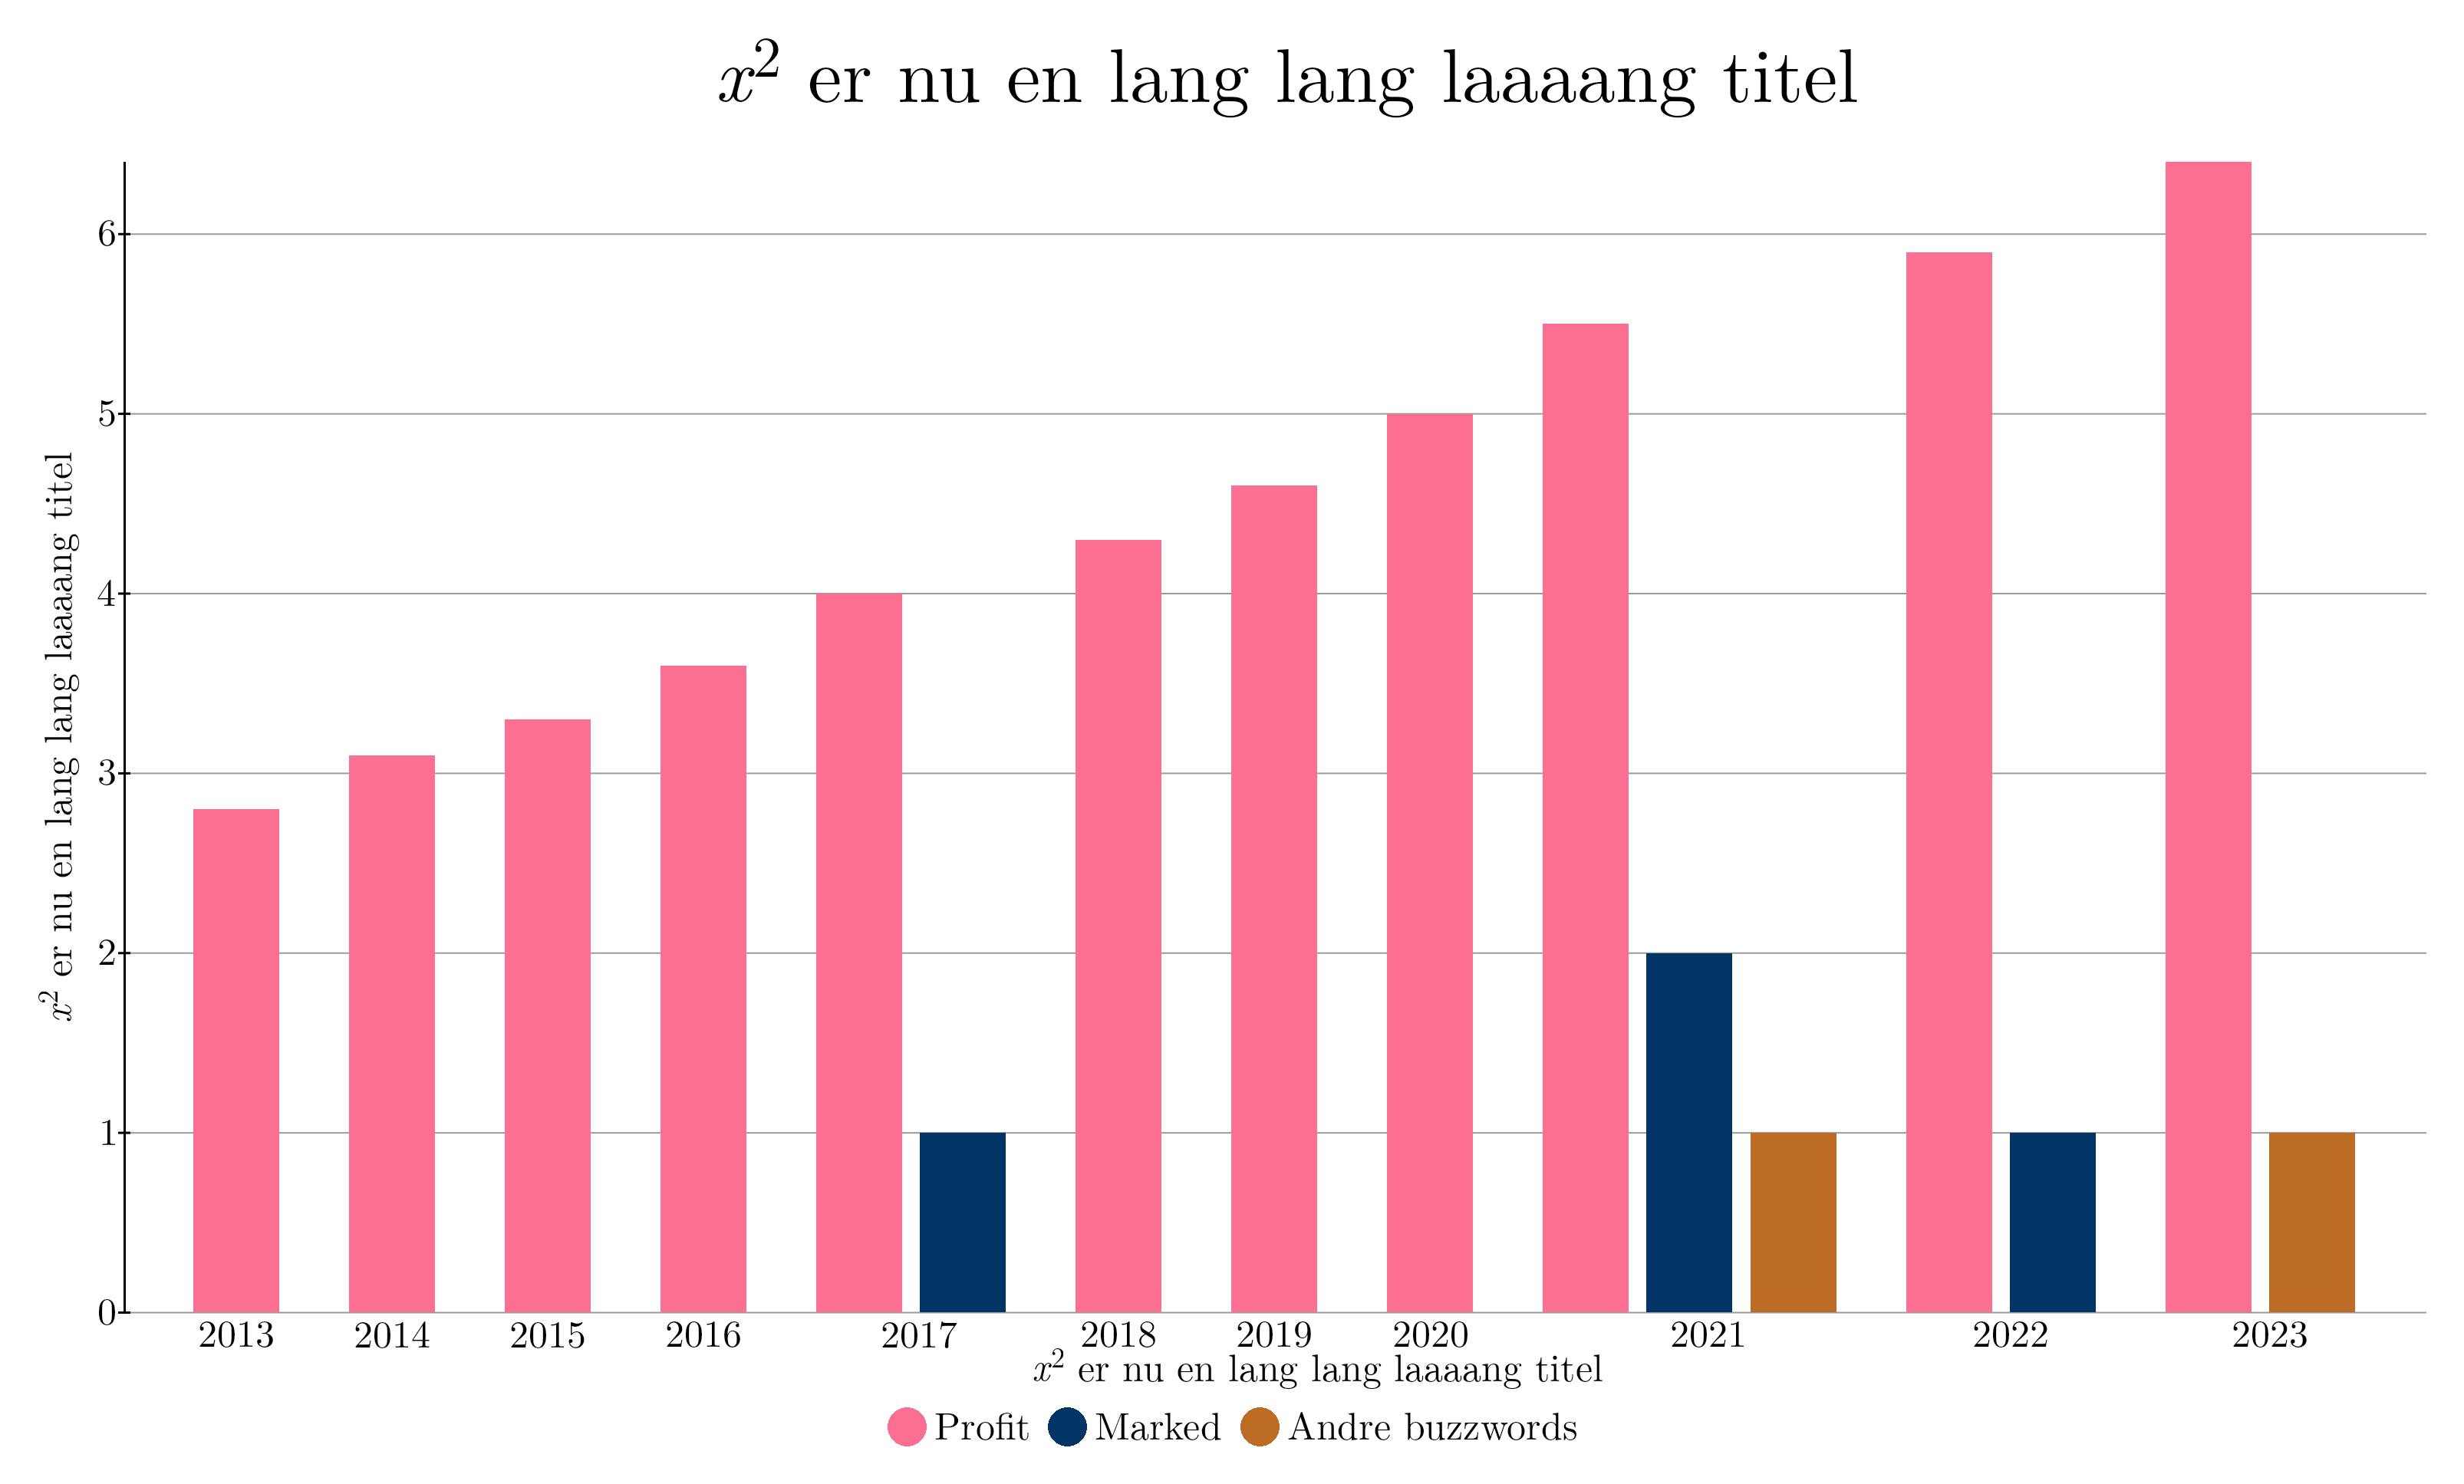 x² er nu en lang lang laaaang titel
x² er nu en lang lang laaaang titel
6
5
4
3
2
1
0
2013 2014 2015 2016 2017 2018 2019 2020 2021 2022 2023
x² er nu en lang lang laaaang titel
Profit Marked Andre buzzwords